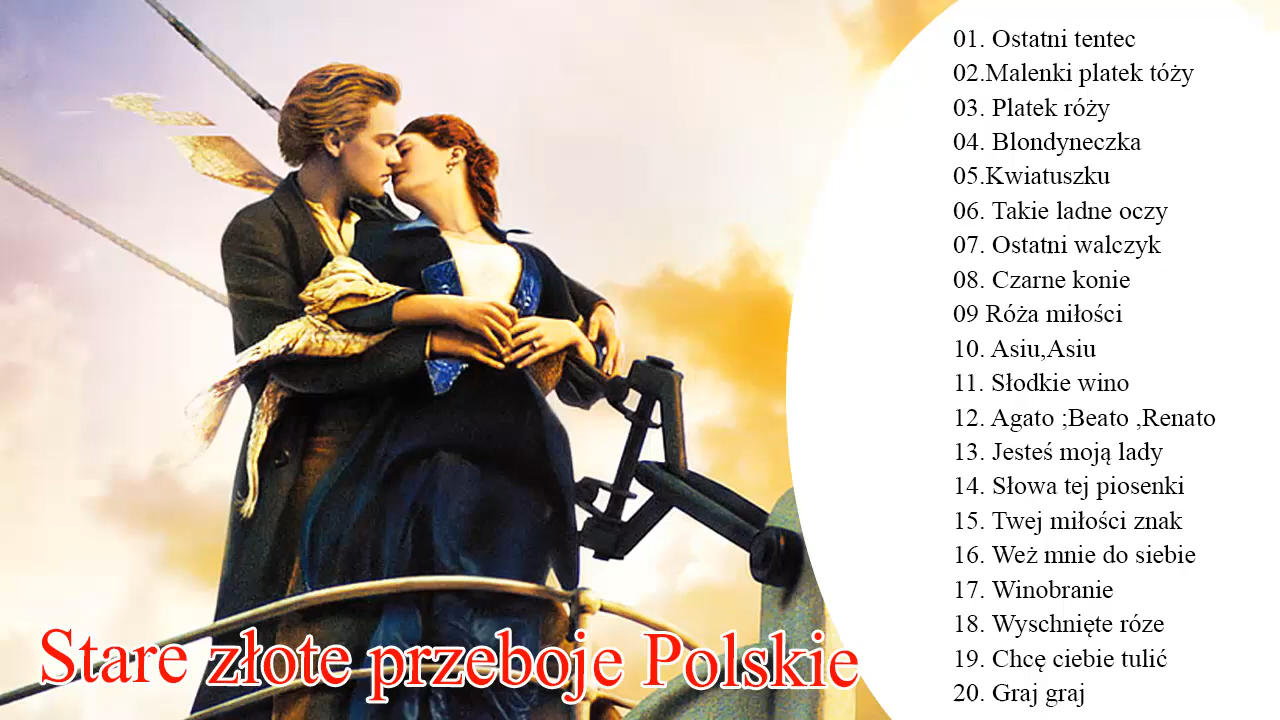 01. Ostatni tentec
02.Malenki platek tóży
03. Platek róży
04. Blondyneczka
05.Kwiatuszku
06. Takie ladne oczy
07. Ostatni walczyk
08. Czarne konie
09 Róża miłości
10. Asiu,Asiu
11. Słodkie wino
12. Agato ;Beato ,Renato
13. Jesteś moją lady
14. Słowa tej piosenki
15. Twej miłości znak
16. Weż mnie do siebie
17. Winobranie
18. Wyschnięte róze
19. Chcę ciebie tulić
20. Graj graj
Stare złote przeboje Polskie